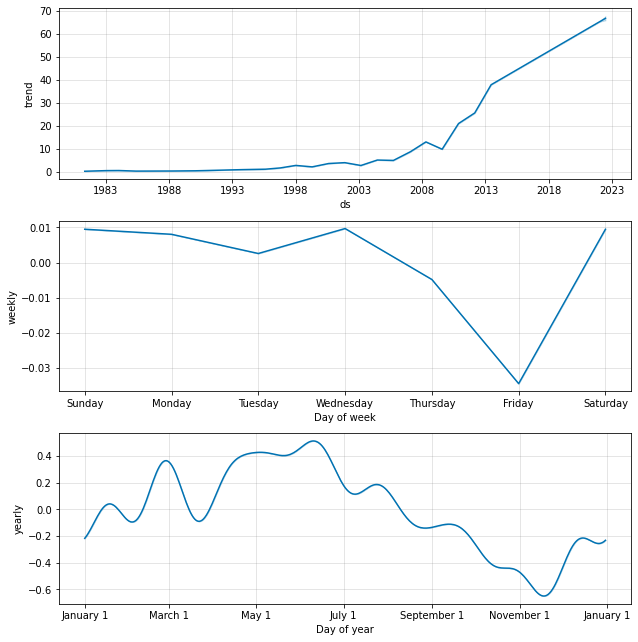 70
60
50
40
30
20
10
0
trend
1983 1988 1993 1998 2003 2008 2013 2018 2023
ds
0.01
0.00
−0.01
−0.02
−0.03
weekly
Sunday Monday Tuesday Wednesday Thursday Friday Saturday
Day of week
0.4
0.2
0.0
−0.2
−0.4
−0.6
yearly
January 1 March 1 May 1 July 1 September 1 November 1 January 1
Day of year